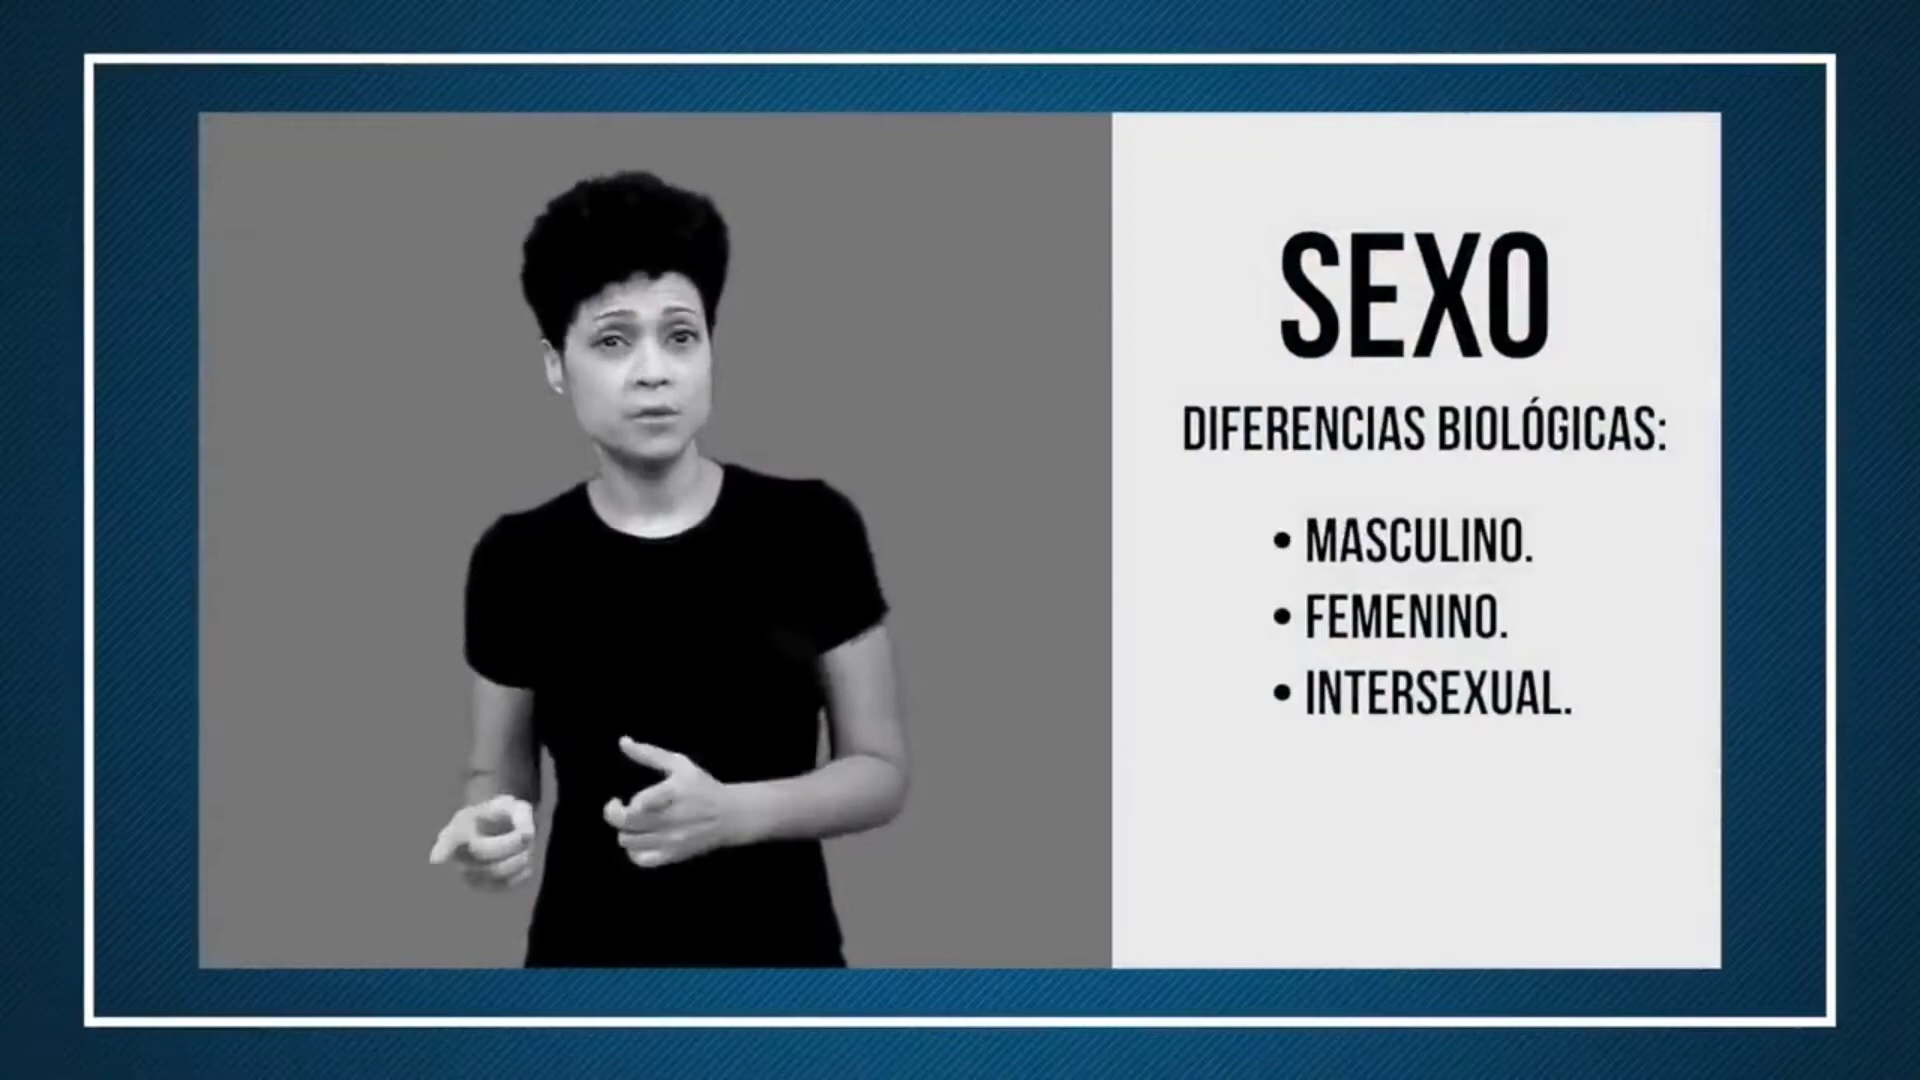 SEXO
DIFERENCIAS BIOLÓGICAS:
• MASCULINO.
• FEMENINO.
• INTERSEXUAL.